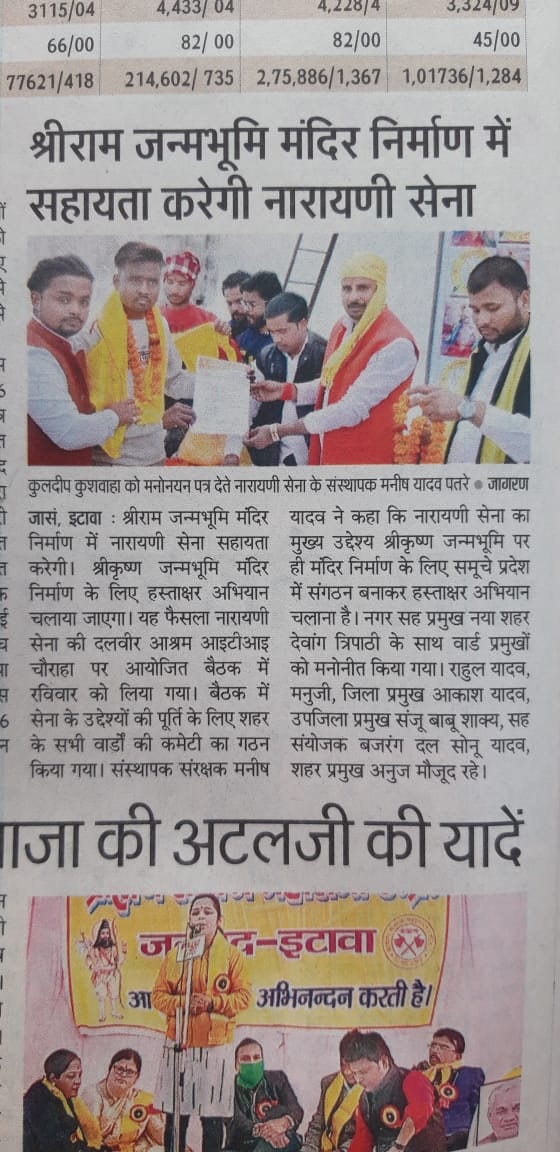 3115/04 4,433/ 04 4,228/4 3,324/09
66/00 82/ 00 82/00 45/00
77621/418 214,602/ 735 2,75,886/1,367 1,01736/1,284
श्रीराम जन्मभूमि मंदिर निर्माण में
सहायता करेगी नारायणी सेना
कुलदीप कुशवाहा को मनोनयन पत्र देते नारायणी सेना के संस्थापक मनीष यादव पतरे ● जागरण
जासं, इटावा : श्रीराम जन्मभूमि मंदिर
निर्माण में नारायणी सेना सहायता
करेगी। श्रीकृष्ण जन्मभूमि मंदिर
निर्माण के लिए हस्ताक्षर अभियान
चलाया जाएगा। यह फैसला नारायणी
सेना की दलवीर आश्रम आइटीआइ
चौराहा पर आयोजित बैठक में
रविवार को लिया गया। बैठक में
सेना के उद्देश्यों की पूर्ति के लिए शहर
के सभी वार्डों की कमेटी का गठन
किया गया। संस्थापक संरक्षक मनीष
यादव ने कहा कि नारायणी सेना का
मुख्य उद्देश्य श्रीकृष्ण जन्मभूमि पर
ही मंदिर निर्माण के लिए समूचे प्रदेश
में संगठन बनाकर हस्ताक्षर अभियान
चलाना है। नगर सह प्रमुख नया शहर
देवांग त्रिपाठी के साथ वार्ड प्रमुखों
को मनोनीत किया गया। राहुल यादव,
मनुजी, जिला प्रमुख आकाश यादव,
उपजिला प्रमुख संजू बाबू शाक्य, सह
संयोजक बजरंग दल सोनू यादव,
शहर प्रमुख अनुज मौजूद रहे।
की अटलजी की यादें
द-इटावा
अभिनन्दन करती है।